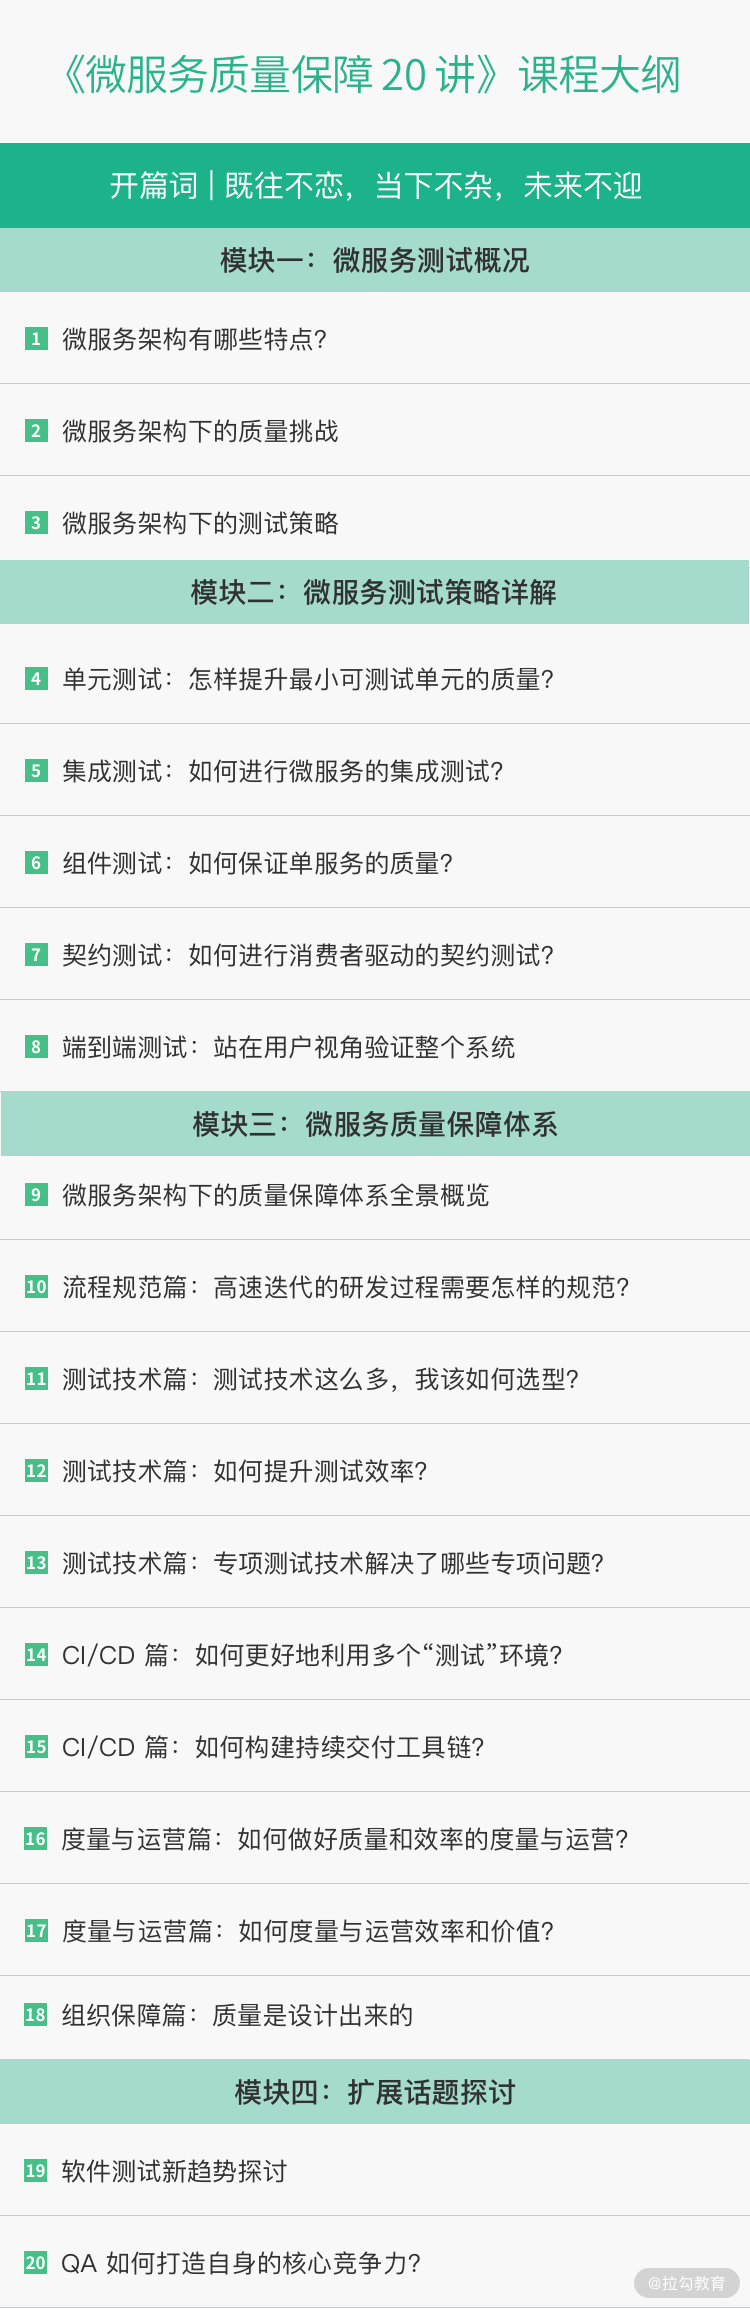 《微服务质量保障 20 讲》课程大纲
开篇词 | 既往不恋，当下不杂，未来不迎
模块一：微服务测试概况
1 微服务架构有哪些特点?
2 微服务架构下的质量挑战
3 微服务架构下的测试策略
模块二：微服务测试策略详解
4 单元测试：怎样提升最小可测试单元的质量?
5 集成测试：如何进行微服务的集成测试?
6 组件测试：如何保证单服务的质量?
7 契约测试：如何进行消费者驱动的契约测试?
8 端到端测试：站在用户视角验证整个系统
模块三：微服务质量保障体系
9 微服务架构下的质量保障体系全景概览
10 流程规范篇：高速迭代的研发过程需要怎样的规范?
11 测试技术篇：测试技术这么多，我该如何选型?
12 测试技术篇：如何提升测试效率?
13 测试技术篇：专项测试技术解决了哪些专项问题?
14 CI/CD 篇：如何更好地利用多个“测试”环境?
15 CI/CD 篇：如何构建持续交付工具链?
16 度量与运营篇：如何做好质量和效率的度量与运营?
17 度量与运营篇：如何度量与运营效率和价值?
18 组织保障篇：质量是设计出来的
模块四：扩展话题探讨
19 软件测试新趋势探讨
20 QA 如何打造自身的核心竞争力?
@拉勾教育